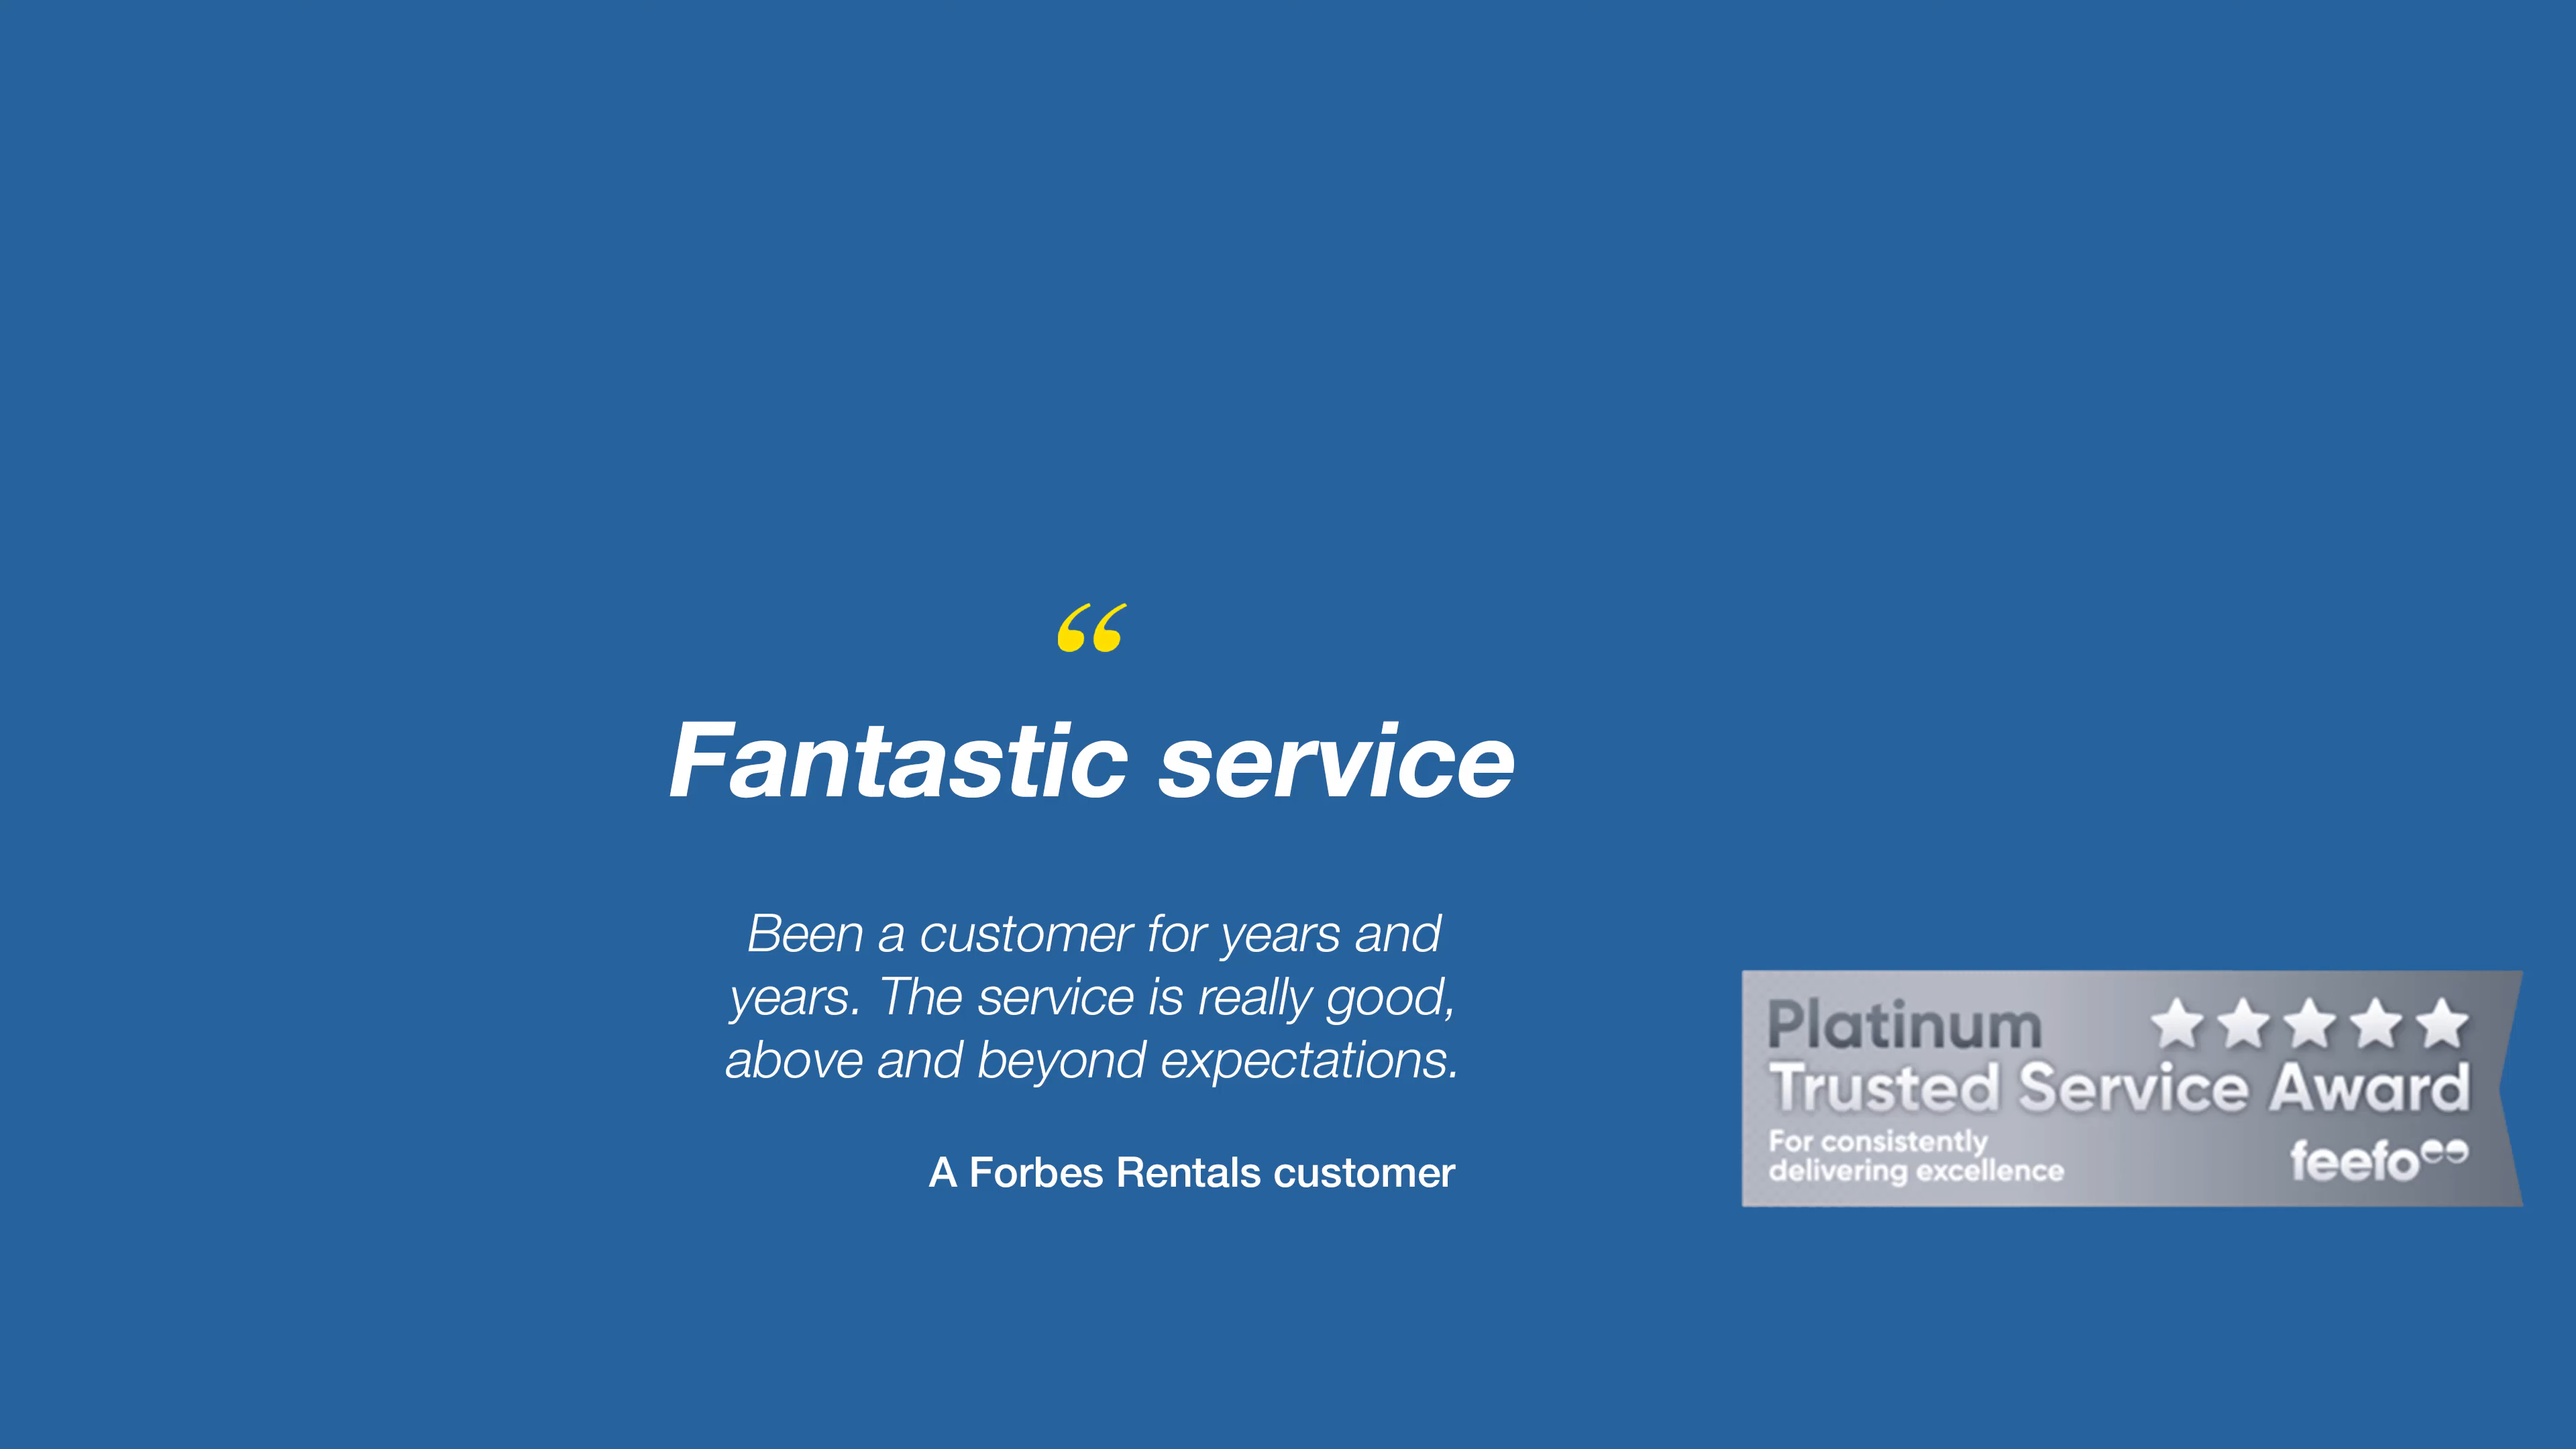 “
Fantastic service
Been a customer for years and
years. The service is really good,
above and beyond expectations.
A Forbes Rentals customer
Platinum
Trusted Service Award
For consistently
delivering excellence
feefo